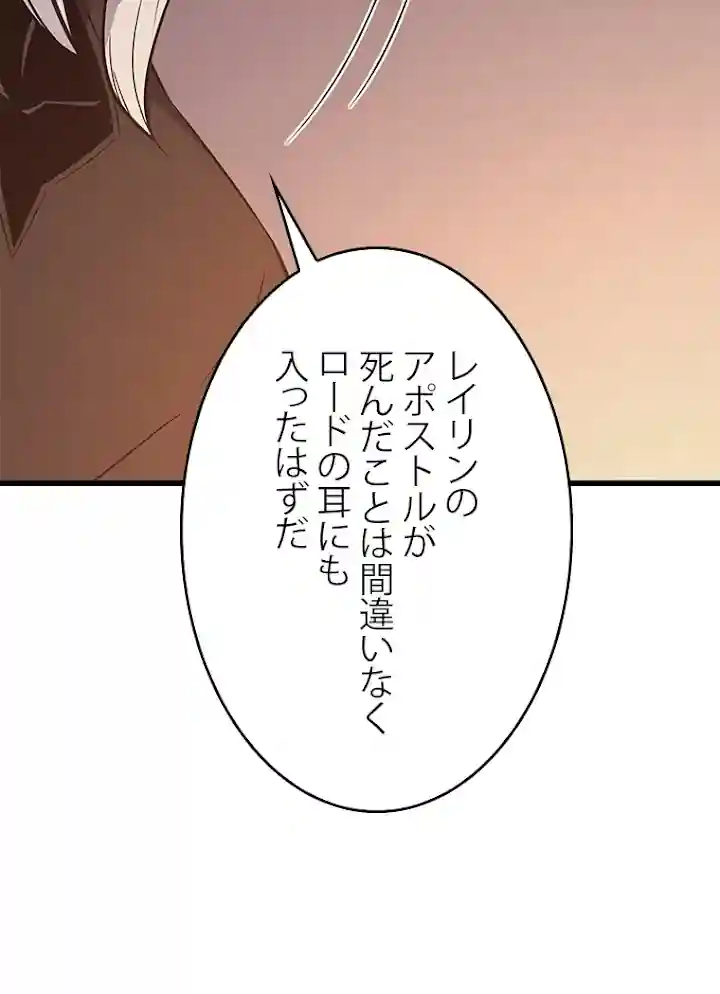 レイリンの
アポストルが
死んだことは間違いなく
ロードの耳にも
入ったはずだ